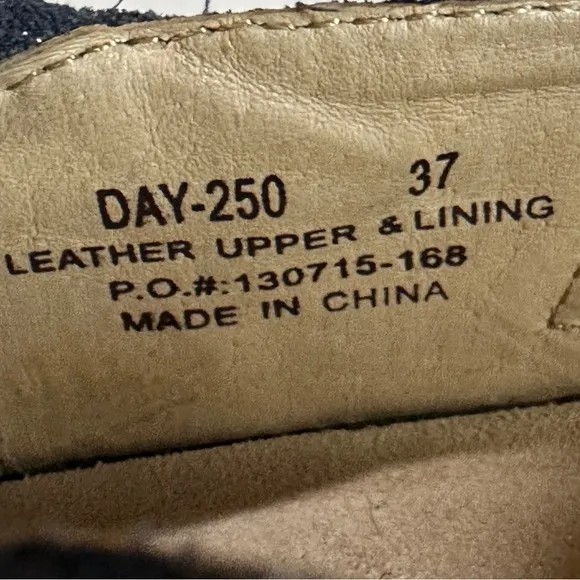 DAY-250 37
LEATHER UPPER & LINING
P.O.#:130715-168
MADE IN CHINA